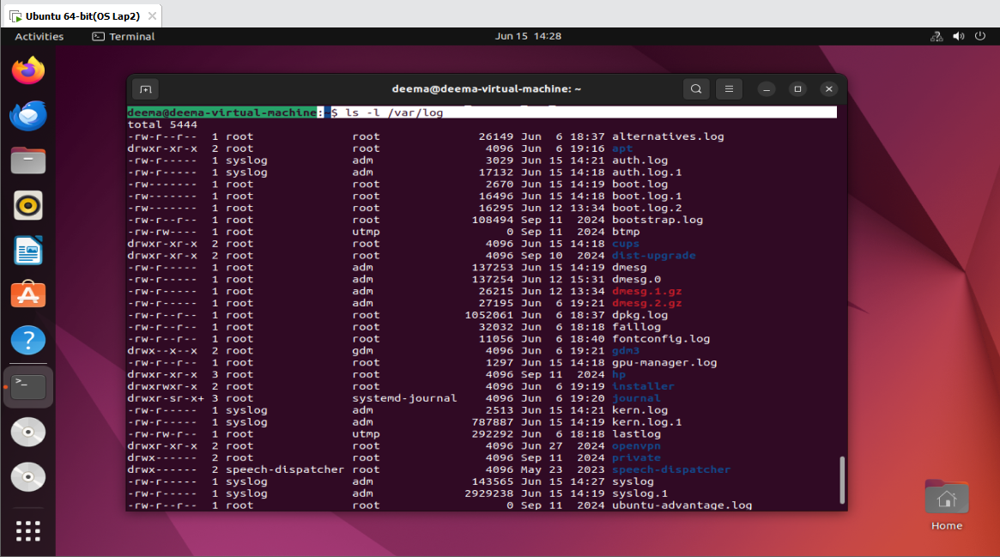 Ubuntu 64-bit(OS Lap2)
Activities Terminal Jun 15 14:28
deema@deema-virtual-machine: ~
deema@deema-virtual-machine:~$ ls -l /var/log
total 5444
-rw-r--r-- 1 root root 26149 Jun 6 18:37 alternatives.log
drwxr-xr-x 2 root root 4096 Jun 6 19:16 apt
-rw-r----- 1 syslog adm 3029 Jun 15 14:21 auth.log
-rw-r----- 1 syslog adm 17132 Jun 15 14:18 auth.log.1
-rw------- 1 root root 2670 Jun 15 14:19 boot.log
-rw------- 1 root root 16496 Jun 15 14:18 boot.log.1
-rw------- 1 root root 16295 Jun 12 13:34 boot.log.2
-rw-r--r-- 1 root root 108494 Sep 11 2024 bootstrap.log
-rw-rw---- 1 root utmp 0 Sep 11 2024 btmp
drwxr-xr-x 2 root root 4096 Jun 15 14:18 cups
drwxr-xr-x 2 root root 4096 Sep 10 2024 dist-upgrade
-rw-r----- 1 root adm 137253 Jun 15 14:19 dmesg
-rw-r----- 1 root adm 137254 Jun 12 15:31 dmesg.0
-rw-r----- 1 root adm 26215 Jun 12 13:34 dmesg.1.gz
-rw-r----- 1 root adm 27195 Jun 6 19:21 dmesg.2.gz
-rw-r--r-- 1 root root 1052061 Jun 6 18:37 dpkg.log
-rw-r--r-- 1 root root 32032 Jun 6 18:18 faillog
-rw-r--r-- 1 root root 11056 Jun 6 18:40 fontconfig.log
drwx--x--x 2 root gdm 4096 Jun 6 19:21 gdm3
-rw-r--r-- 1 root root 1297 Jun 15 14:18 gpu-manager.log
drwxr-xr-x 3 root root 4096 Sep 11 2024 hp
drwxrwxr-x 2 root root 4096 Jun 6 19:19 installer
drwxr-sr-x+ 3 root systemd-journal 4096 Jun 6 19:20 journal
-rw-r----- 1 syslog adm 2513 Jun 15 14:21 kern.log
-rw-r----- 1 syslog adm 787887 Jun 15 14:19 kern.log.1
-rw-rw-r-- 1 root utmp 292292 Jun 6 18:18 lastlog
drwxr-xr-x 2 root root 4096 Jun 27 2024 openvpn
drwx------ 2 root root 4096 Sep 11 2024 private
drwx------ 2 speech-dispatcher root 4096 May 23 2023 speech-dispatcher
-rw-r----- 1 syslog adm 143565 Jun 15 14:27 syslog
-rw-r----- 1 syslog adm 2929238 Jun 15 14:19 syslog.1
-rw-r--r-- 1 root root 0 Sep 11 2024 ubuntu-advantage.log
Home